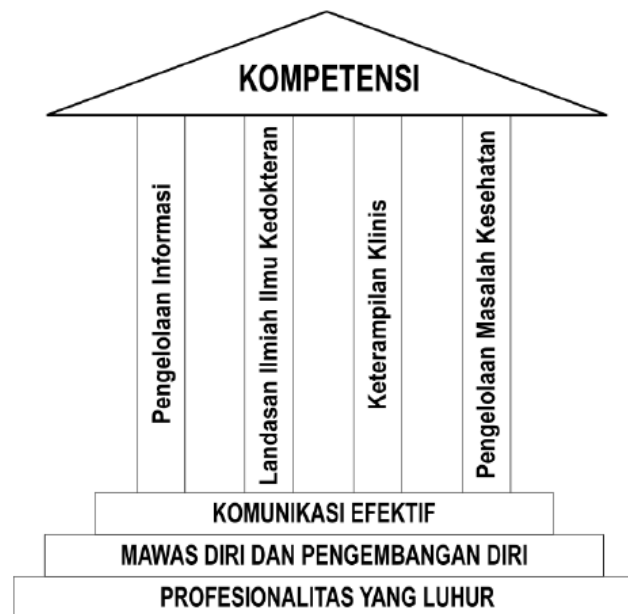 KOMPETENSI
Pengelolaan Informasi
Landasan Ilmiah Ilmu Kedokteran
Keterampilan Klinis
Pengelolaan Masalah Kesehatan
KOMUNIKASI EFEKTIF
MAWAS DIRI DAN PENGEMBANGAN DIRI
PROFESIONALITAS YANG LUHUR